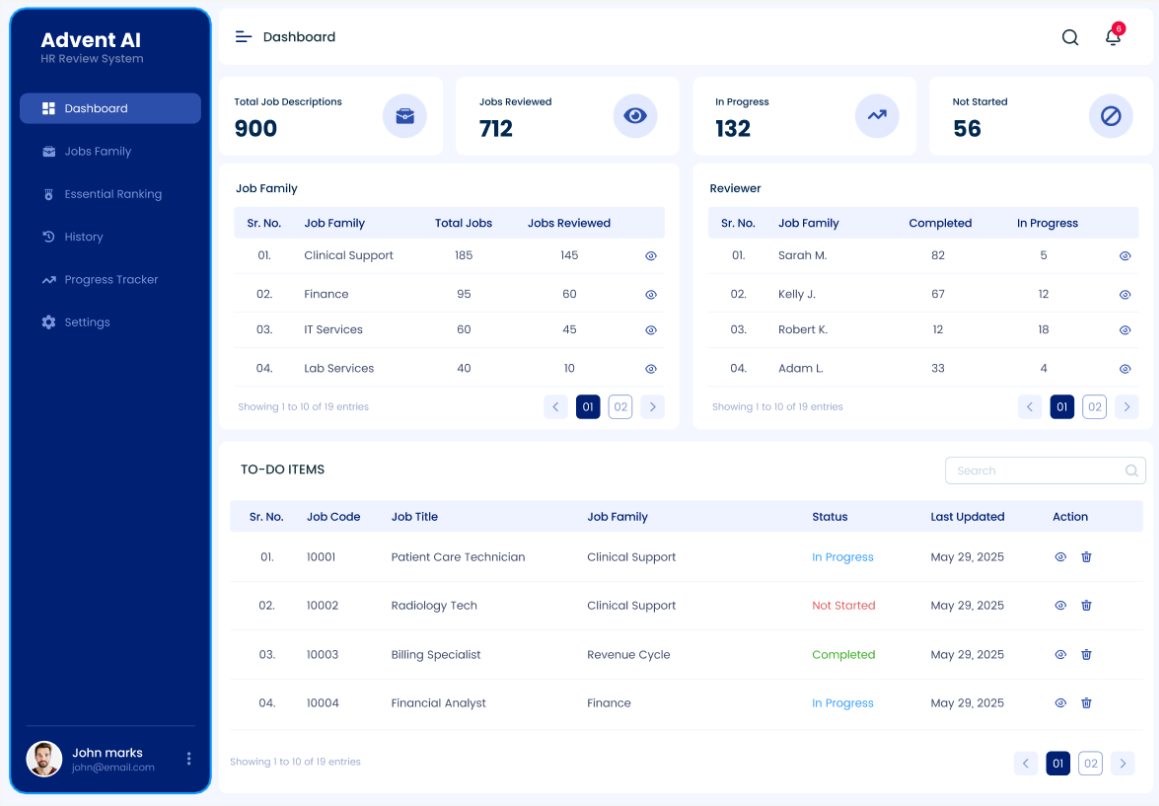 Advent AI
HR Review System
Dashboard
Jobs Family
Essential Ranking
History
Progress Tracker
Settings
John marks
john@email.com
Dashboard
6
Total Job Descriptions
900
Jobs Reviewed
712
In Progress
132
Not Started
56
Job Family
Sr. No. Job Family Total Jobs Jobs Reviewed
01. Clinical Support 185 145
02. Finance 95 60
03. IT Services 60 45
04. Lab Services 40 10
Showing 1 to 10 of 19 entries 01 02
Reviewer
Sr. No. Job Family Completed In Progress
01. Sarah M. 82 5
02. Kelly J. 67 12
03. Robert K. 12 18
04. Adam L. 33 4
Showing 1 to 10 of 19 entries 01 02
TO-DO ITEMS Search
Sr. No. Job Code Job Title Job Family Status Last Updated Action
01. 10001 Patient Care Technician Clinical Support In Progress May 29, 2025
02. 10002 Radiology Tech Clinical Support Not Started May 29, 2025
03. 10003 Billing Specialist Revenue Cycle Completed May 29, 2025
04. 10004 Financial Analyst Finance In Progress May 29, 2025
Showing 1 to 10 of 19 entries 01 02